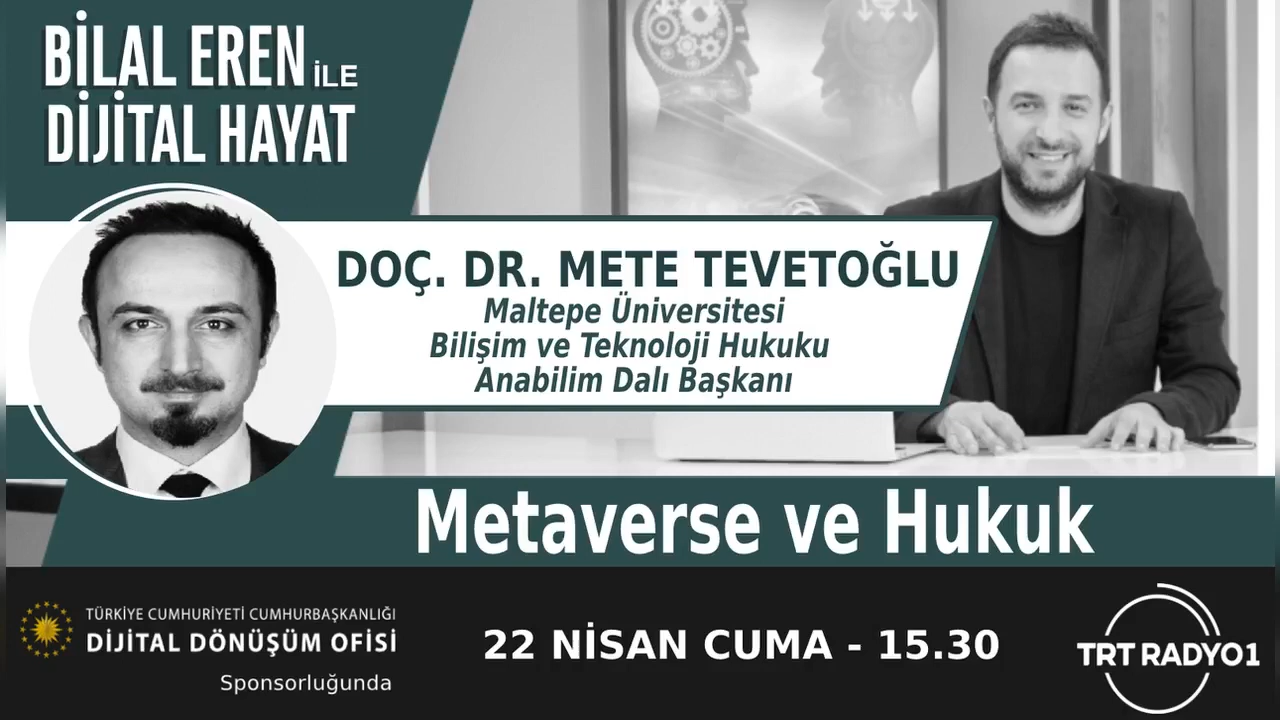 BİLAL EREN İLE
DİJİTAL HAYAT
DOÇ. DR. METE TEVETOĞLU
Maltepe Üniversitesi
Bilişim ve Teknoloji Hukuku
Anabilim Dalı Başkanı
Metaverse ve Hukuk
TÜRKİYE CUMHURİYETİ CUMHURBAŞKANLIĞI
DİJİTAL DÖNÜŞÜM OFİSİ
Sponsorluğunda
22 NİSAN CUMA - 15.30
TRT RADYO1